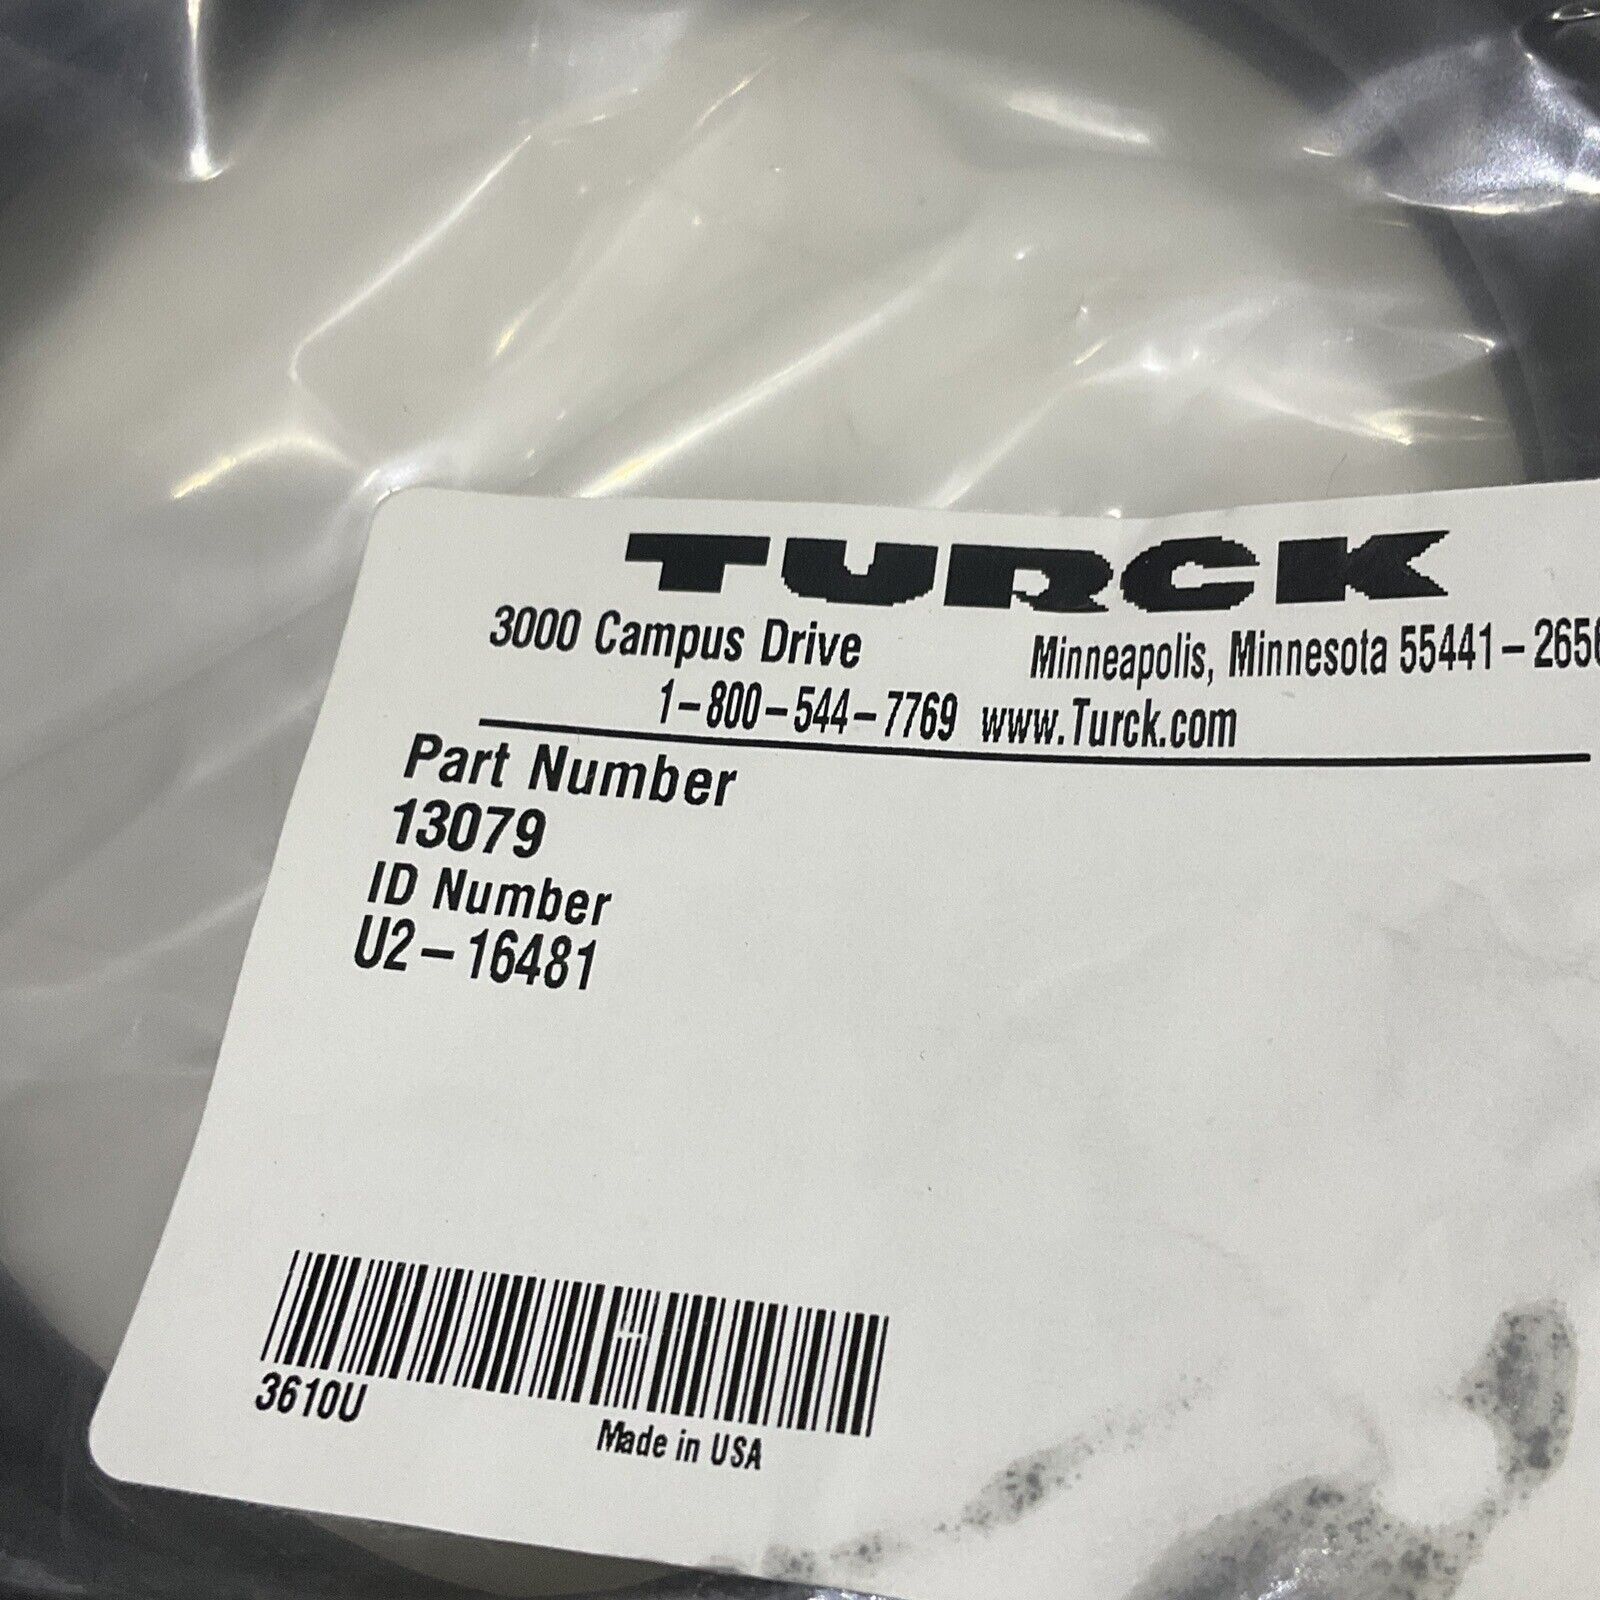 TURCK
3000 Campus Drive Minneapolis, Minnesota 55441-2656
1-800-544-7769 www.Turck.com
Part Number
13079
ID Number
U2-16481
3610U
Made in USA